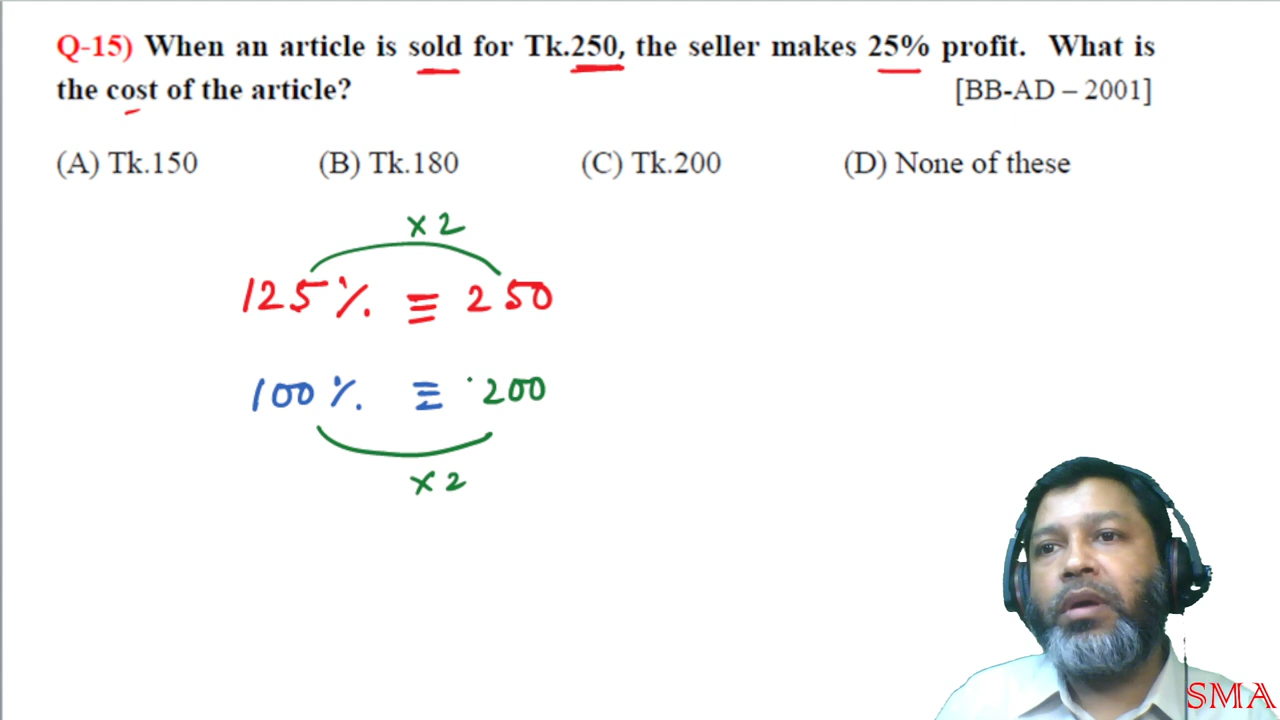 Q-15) When an article is sold for Tk.250, the seller makes 25% profit. What is
the cost of the article? [BB-AD – 2001]
(A) Tk.150 (B) Tk.180 (C) Tk.200 (D) None of these
×2
125% ≡ 250
100% ≡ 200
×2
SMA